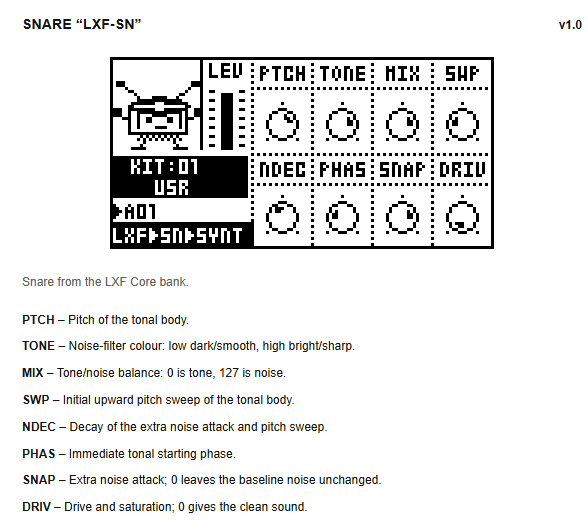 SNARE “LXF-SN”
v1.0
LEV PTCH TONE MIX SWP
KIT:01
USR
NDEC PHAS SNAP DRIV
A01
LXF▶SN▶SYNT
Snare from the LXF Core bank.
PTCH – Pitch of the tonal body.
TONE – Noise-filter colour: low dark/smooth, high bright/sharp.
MIX – Tone/noise balance: 0 is tone, 127 is noise.
SWP – Initial upward pitch sweep of the tonal body.
NDEC – Decay of the extra noise attack and pitch sweep.
PHAS – Immediate tonal starting phase.
SNAP – Extra noise attack; 0 leaves the baseline noise unchanged.
DRIV – Drive and saturation; 0 gives the clean sound.